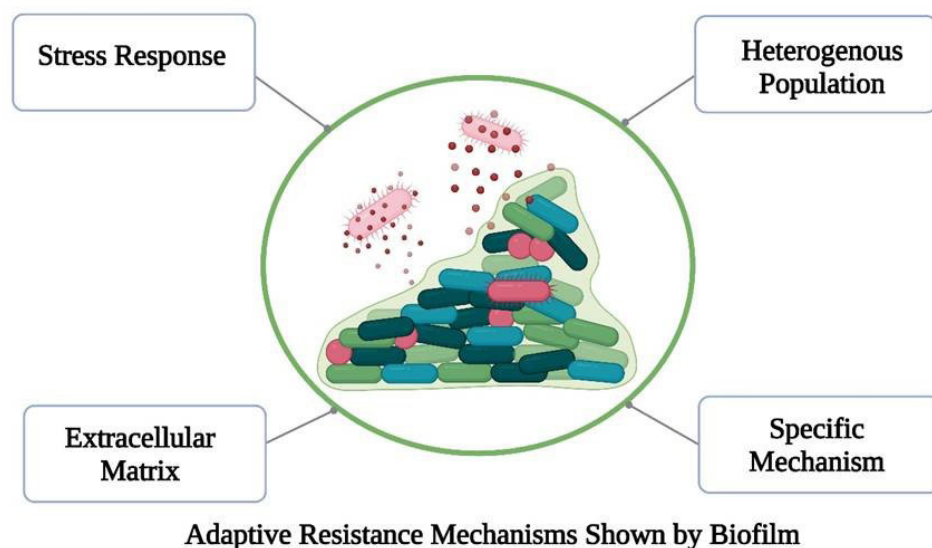 Stress Response
Heterogenous
Population
Extracellular
Matrix
Specific
Mechanism
Adaptive Resistance Mechanisms Shown by Biofilm